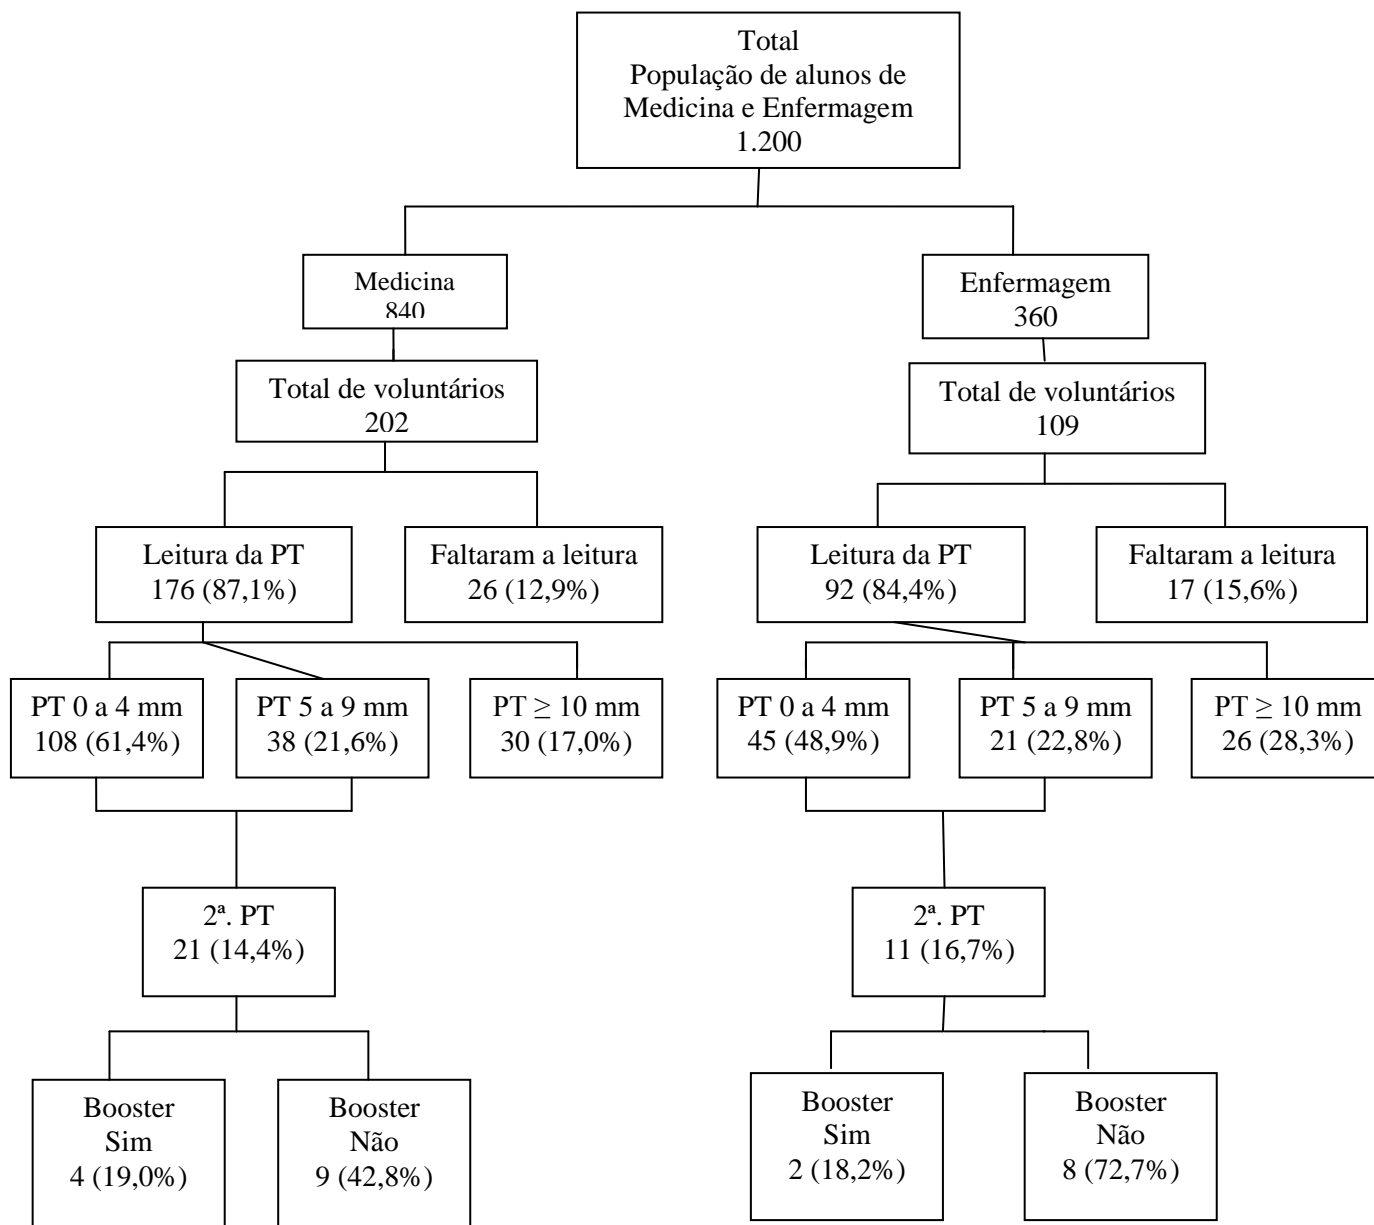 Total
População de alunos de
Medicina e Enfermagem
1.200
Medicina
840
Enfermagem
360
Total de voluntários
202
Total de voluntários
109
Leitura da PT
176 (87,1%)
Faltaram a leitura
26 (12,9%)
Leitura da PT
92 (84,4%)
Faltaram a leitura
17 (15,6%)
PT 0 a 4 mm
108 (61,4%)
PT 5 a 9 mm
38 (21,6%)
PT ≥ 10 mm
30 (17,0%)
PT 0 a 4 mm
45 (48,9%)
PT 5 a 9 mm
21 (22,8%)
PT ≥ 10 mm
26 (28,3%)
2ª. PT
21 (14,4%)
2ª. PT
11 (16,7%)
Booster
Sim
4 (19,0%)
Booster
Não
9 (42,8%)
Booster
Sim
2 (18,2%)
Booster
Não
8 (72,7%)